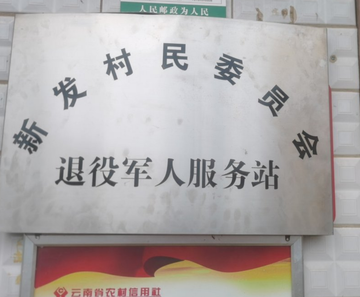 人民邮政为人民
新发村民委员会
退役军人服务站
云南省农村信用社